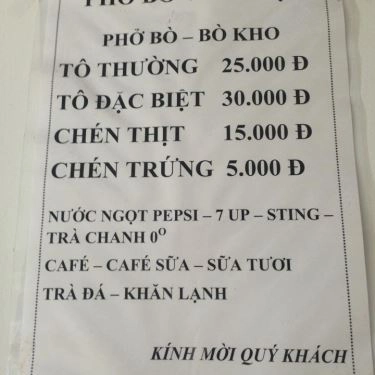 PHỞ BÒ – BÒ KHO
TÔ THƯỜNG 25.000 Đ
TÔ ĐẶC BIỆT 30.000 Đ
CHÉN THỊT 15.000 Đ
CHÉN TRỨNG 5.000 Đ
NƯỚC NGỌT PEPSI – 7 UP – STING –
TRÀ CHANH 0⁰
CAFÉ – CAFÉ SỮA – SỮA TƯƠI
TRÀ ĐÁ – KHĂN LẠNH
KÍNH MỜI QUÝ KHÁCH